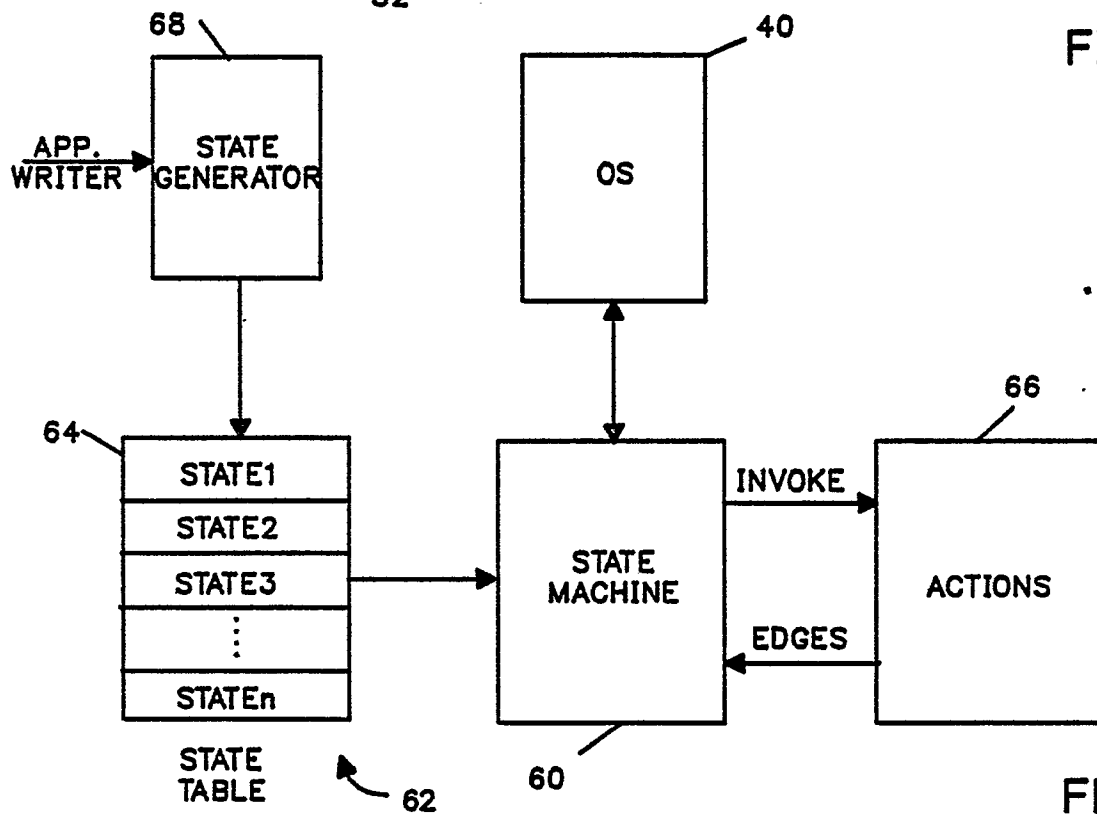 68
40
APP.
WRITER
STATE
GENERATOR
OS
64
STATE1
STATE2
STATE3
STATEn
STATE
TABLE
62
STATE
MACHINE
60
INVOKE
EDGES
66
ACTIONS